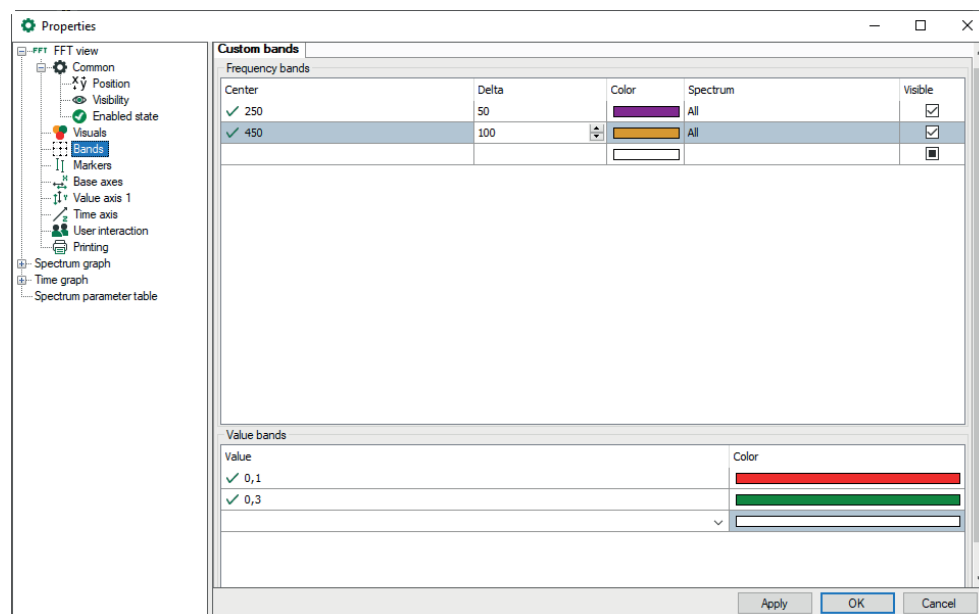 Properties
FFT FFT view
Common
X Y Position
Visibility
Enabled state
Visuals
Bands
Markers
X Base axes
Y Value axis 1
Z Time axis
User interaction
Printing
Spectrum graph
Time graph
Spectrum parameter table
Custom bands
Frequency bands
Center Delta Color Spectrum Visible
250 50 All
450 100 All
Value bands
Value Color
0,1
0,3
Apply OK Cancel